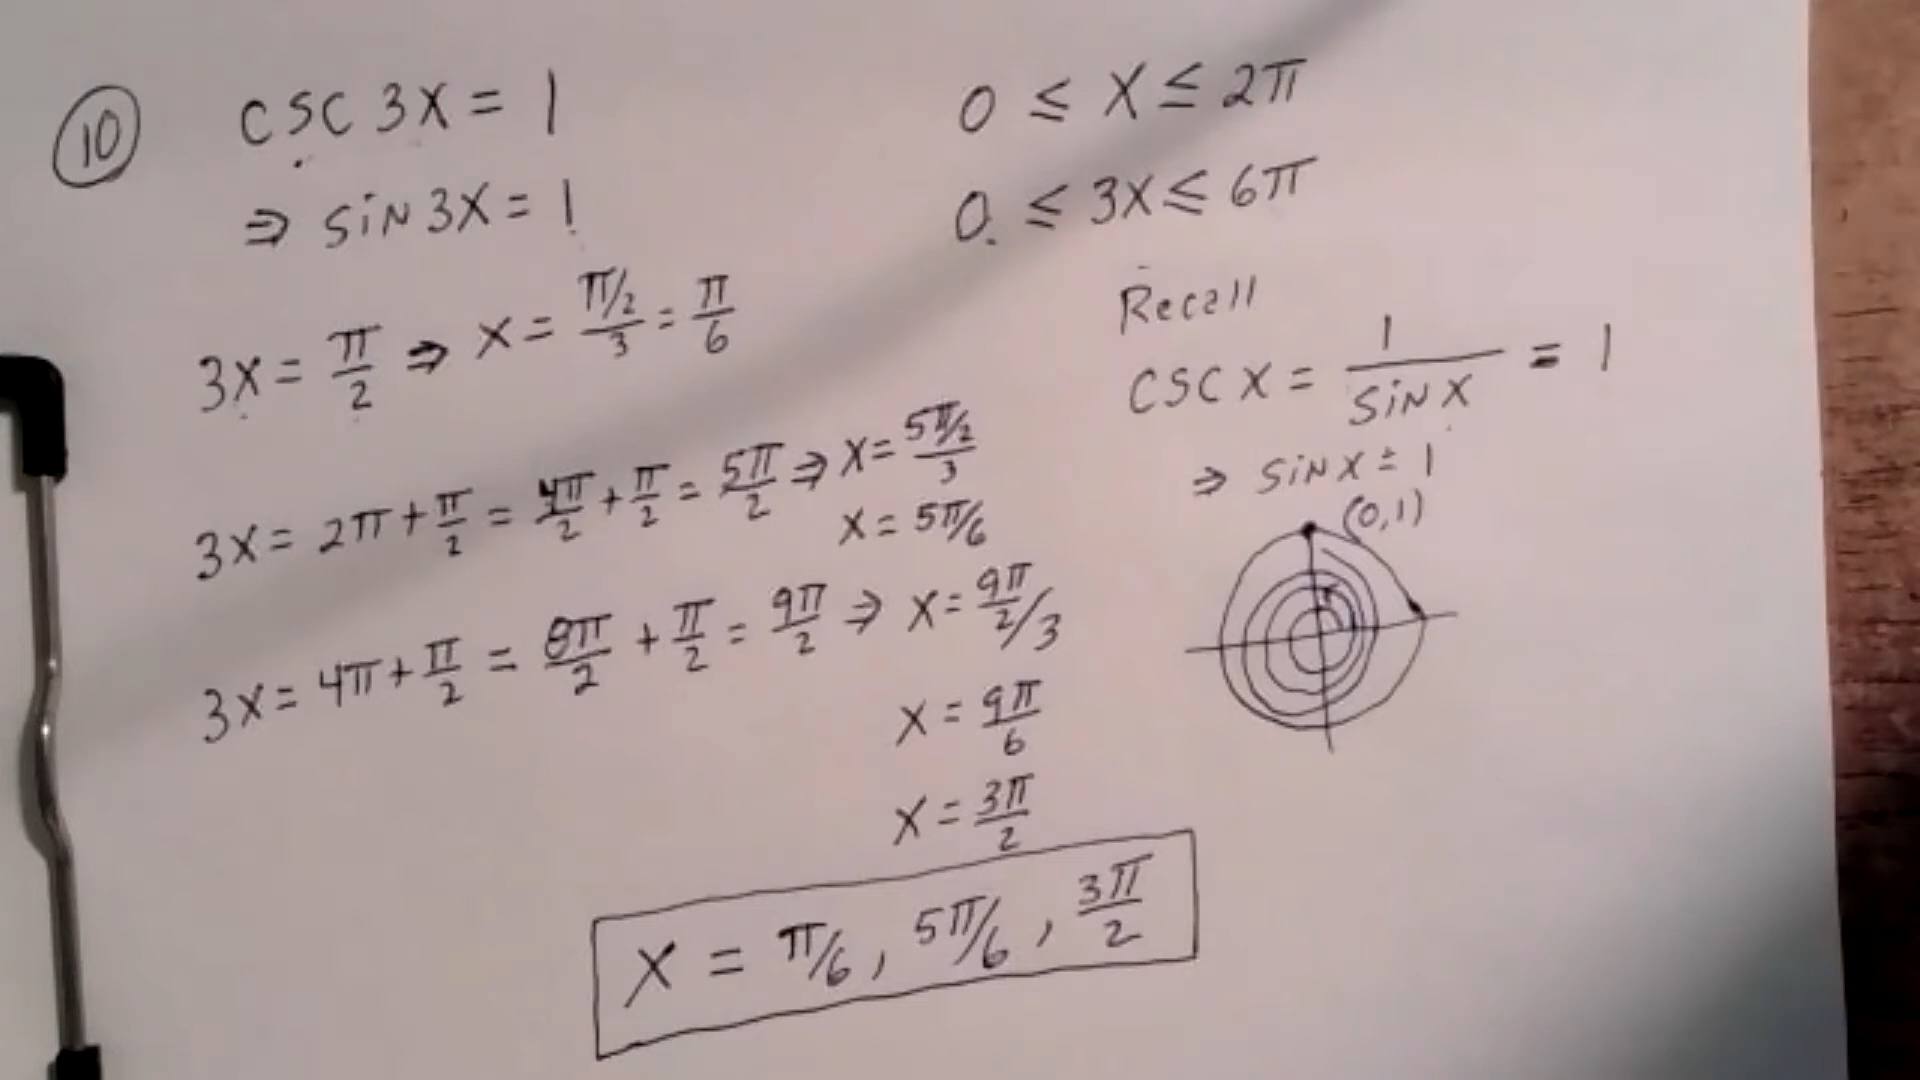 10 CSC 3X = 1
⇒ SiN 3X = 1
3X = π/2 ⇒ X = (π/2)/3 = π/6
3X = 2π + π/2 = 4π/2 + π/2 = 5π/2 ⇒ X = (5π/2)/3
X = 5π/6
3X = 4π + π/2 = 8π/2 + π/2 = 9π/2 ⇒ X = 9π/2/3
X = 9π/6
X = 3π/2
X = π/6, 5π/6, 3π/2
0 ≤ X ≤ 2π
0 ≤ 3X ≤ 6π
Recall
CSC X = 1/SiN X = 1
⇒ SiN X = 1
(0,1)